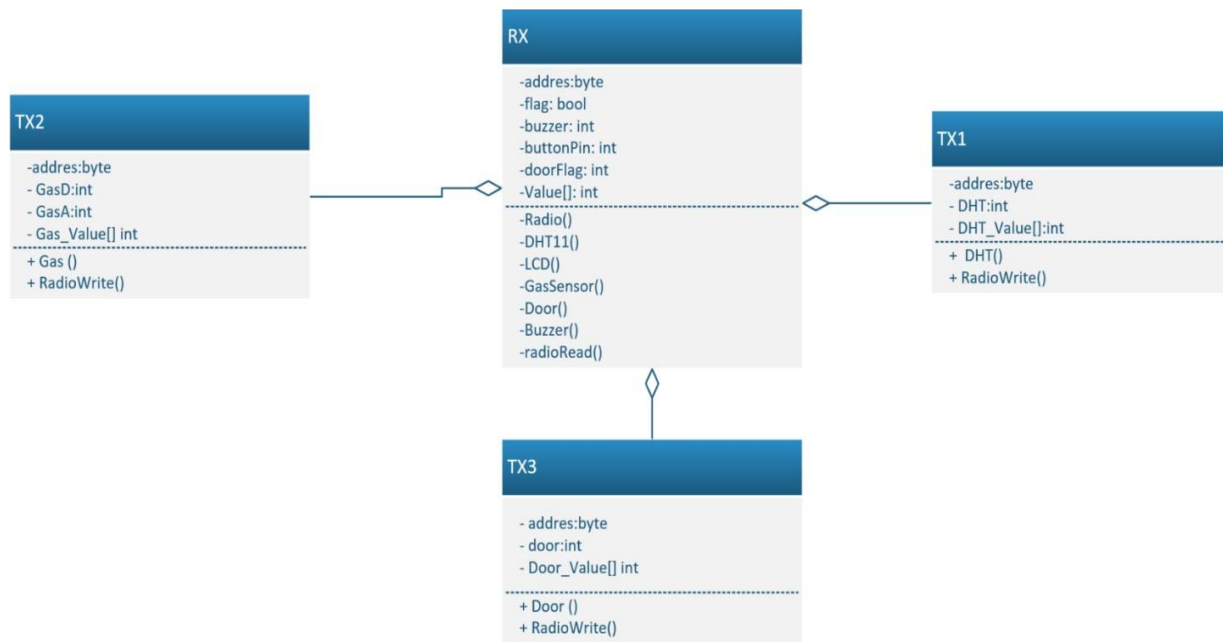 RX
-addres:byte
-flag: bool
-buzzer: int
-buttonPin: int
-doorFlag: int
-Value[]: int
-Radio()
-DHT11()
-LCD()
-GasSensor()
-Door()
-Buzzer()
-radioRead()
TX2
-addres:byte
- GasD:int
- GasA:int
- Gas_Value[] int
+ Gas ()
+ RadioWrite()
TX1
-addres:byte
- DHT:int
- DHT_Value[]:int
+ DHT()
+ RadioWrite()
TX3
- addres:byte
- door:int
- Door_Value[] int
+ Door ()
+ RadioWrite()